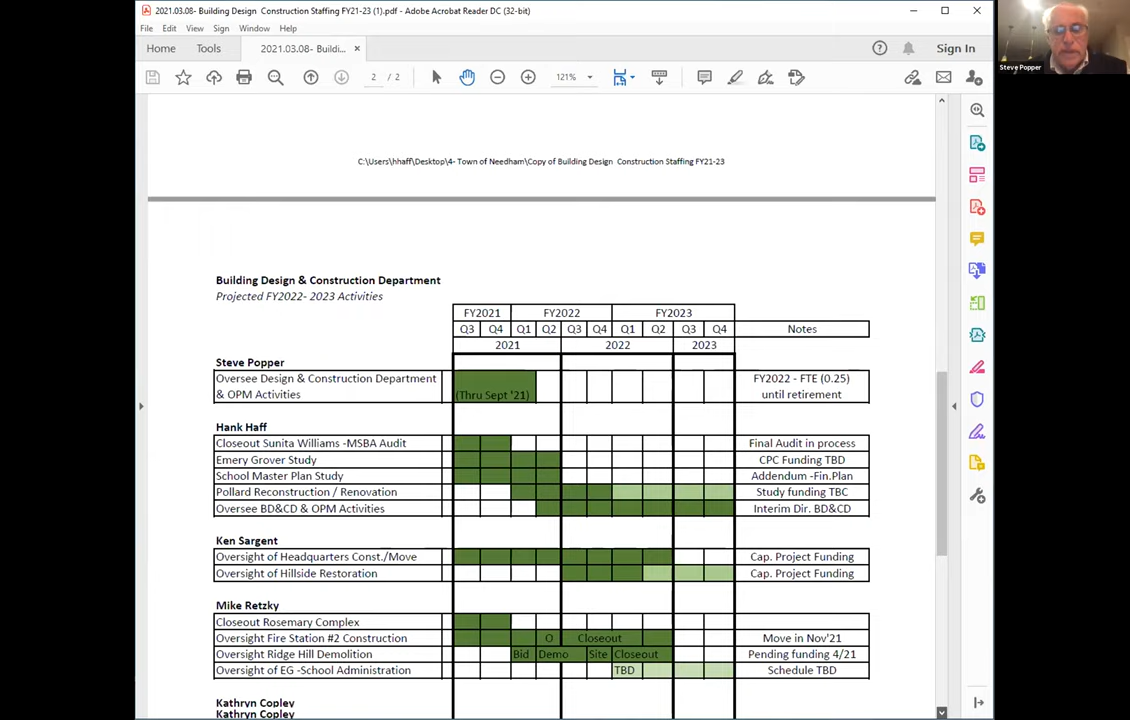 2021.03.08- Building Design Construction Staffing FY21-23 (1).pdf - Adobe Acrobat Reader DC (32-bit)
File Edit View Sign Window Help
Home Tools 2021.03.08- Buildi... × Sign In
2 / 2 121%
Steve Popper
C:\Users\hhaff\Desktop\4- Town of Needham\Copy of Building Design Construction Staffing FY21-23
Building Design & Construction Department
Projected FY2022- 2023 Activities
FY2021 FY2022 FY2023
Q3 Q4 Q1 Q2 Q3 Q4 Q1 Q2 Q3 Q4 Notes
2021 2022 2023
Steve Popper
Oversee Design & Construction Department FY2022 - FTE (0.25)
& OPM Activities (Thru Sept '21) until retirement
Hank Haff
Closeout Sunita Williams -MSBA Audit Final Audit in process
Emery Grover Study CPC Funding TBD
School Master Plan Study Addendum -Fin.Plan
Pollard Reconstruction / Renovation Study funding TBC
Oversee BD&CD & OPM Activities Interim Dir. BD&CD
Ken Sargent
Oversight of Headquarters Const./Move Cap. Project Funding
Oversight of Hillside Restoration Cap. Project Funding
Mike Retzky
Closeout Rosemary Complex
Oversight Fire Station #2 Construction O Closeout Move in Nov'21
Oversight Ridge Hill Demolition Bid Demo Site Closeout Pending funding 4/21
Oversight of EG -School Administration TBD Schedule TBD
Kathryn Copley
Kathryn Copley